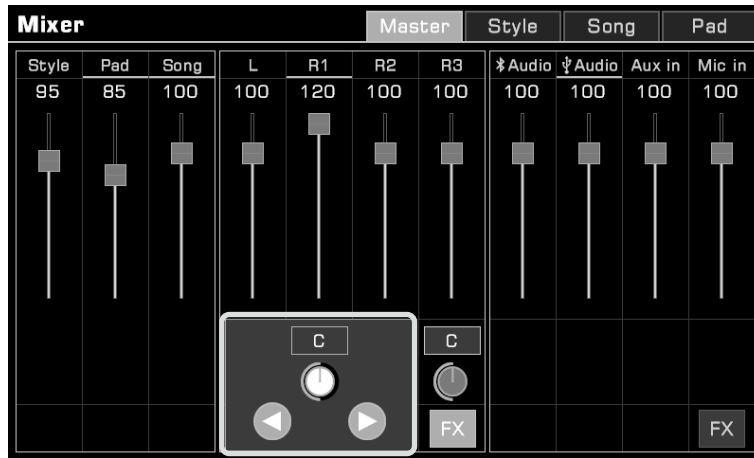 Mixer Master Style Song Pad
Style Pad Song L R1 R2 R3 Audio Audio Aux in Mic in
95 85 100 100 120 100 100 100 100 100 100
C C
FX FX